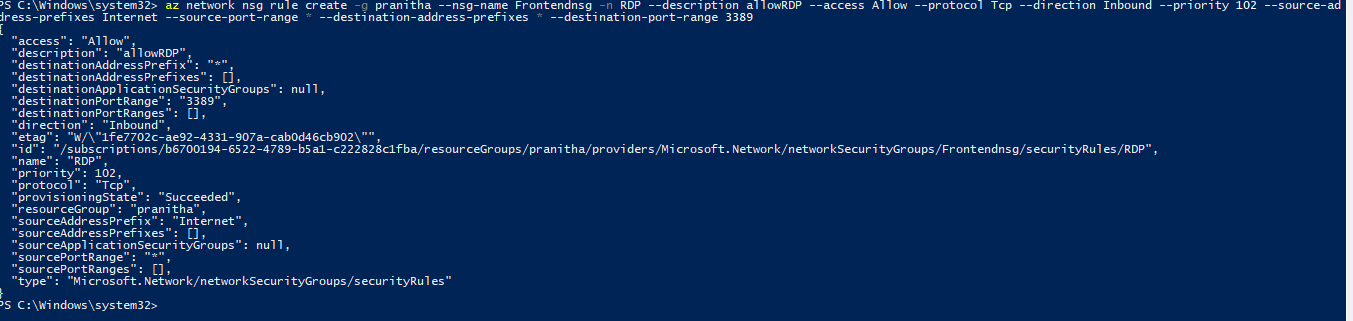 PS C:\Windows\system32> az network nsg rule create -g pranitha --nsg-name Frontendnsg -n RDP --description allowRDP --access Allow --protocol Tcp --direction Inbound --priority 102 --source-ad
dress-prefixes Internet --source-port-range * --destination-address-prefixes * --destination-port-range 3389
{
  "access": "Allow",
  "description": "allowRDP",
  "destinationAddressPrefix": "*",
  "destinationAddressPrefixes": [],
  "destinationApplicationSecurityGroups": null,
  "destinationPortRange": "3389",
  "destinationPortRanges": [],
  "direction": "Inbound",
  "etag": "W/\"1fe7702c-ae92-4331-907a-cab0d46cb902\"",
  "id": "/subscriptions/b6700194-6522-4789-b5a1-c222828c1fba/resourceGroups/pranitha/providers/Microsoft.Network/networkSecurityGroups/Frontendnsg/securityRules/RDP",
  "name": "RDP",
  "priority": 102,
  "protocol": "Tcp",
  "provisioningState": "Succeeded",
  "resourceGroup": "pranitha",
  "sourceAddressPrefix": "Internet",
  "sourceAddressPrefixes": [],
  "sourceApplicationSecurityGroups": null,
  "sourcePortRange": "*",
  "sourcePortRanges": [],
  "type": "Microsoft.Network/networkSecurityGroups/securityRules"
}
PS C:\Windows\system32>